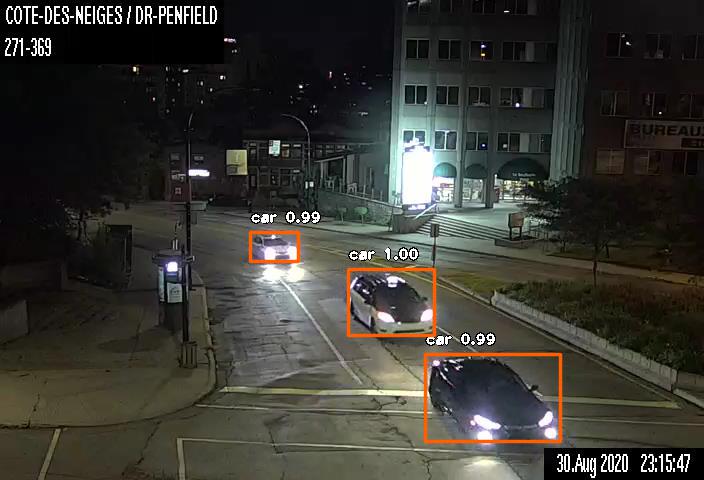 COTE-DES-NEIGES / DR-PENFIELD
271-369
car 0.99
car 1.00
car 0.99
BUREAUX
30.Aug 2020 23:15:47